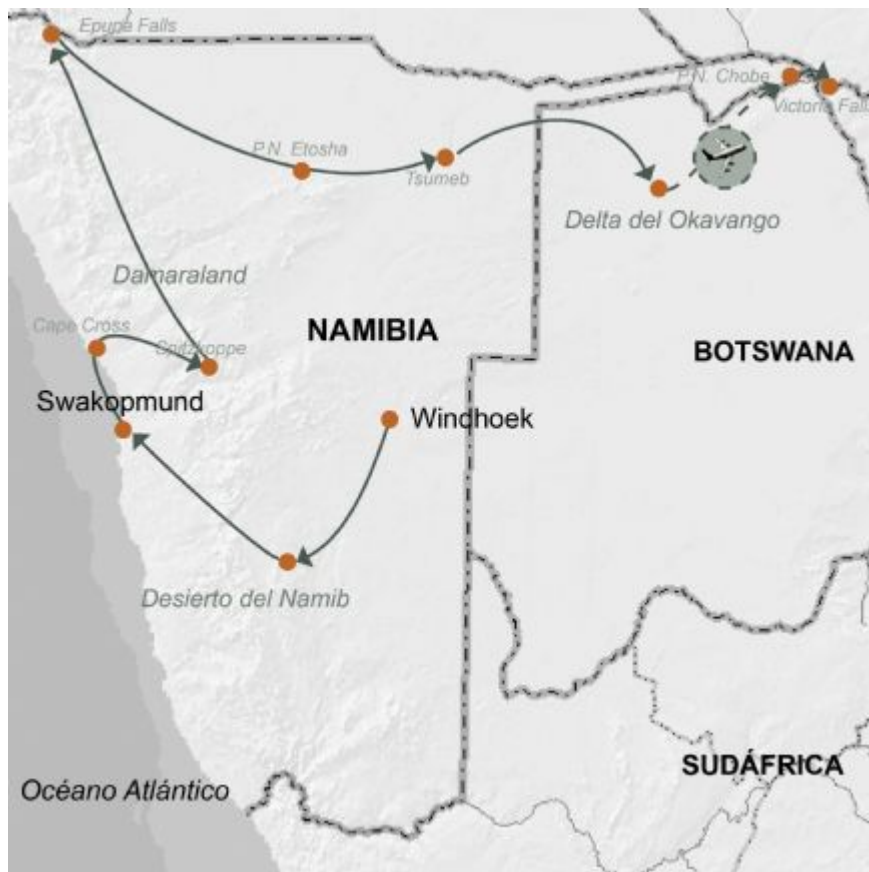 Epupa Falls
P.N. Chobe
Victoria Fall
P.N. Etosha
Tsumeb
Delta del Okavango
Damaraland
Cape Cross
NAMIBIA
Spitzkoppe
BOTSWANA
Swakopmund
Windhoek
Desierto del Namib
SUDÁFRICA
Océano Atlántico